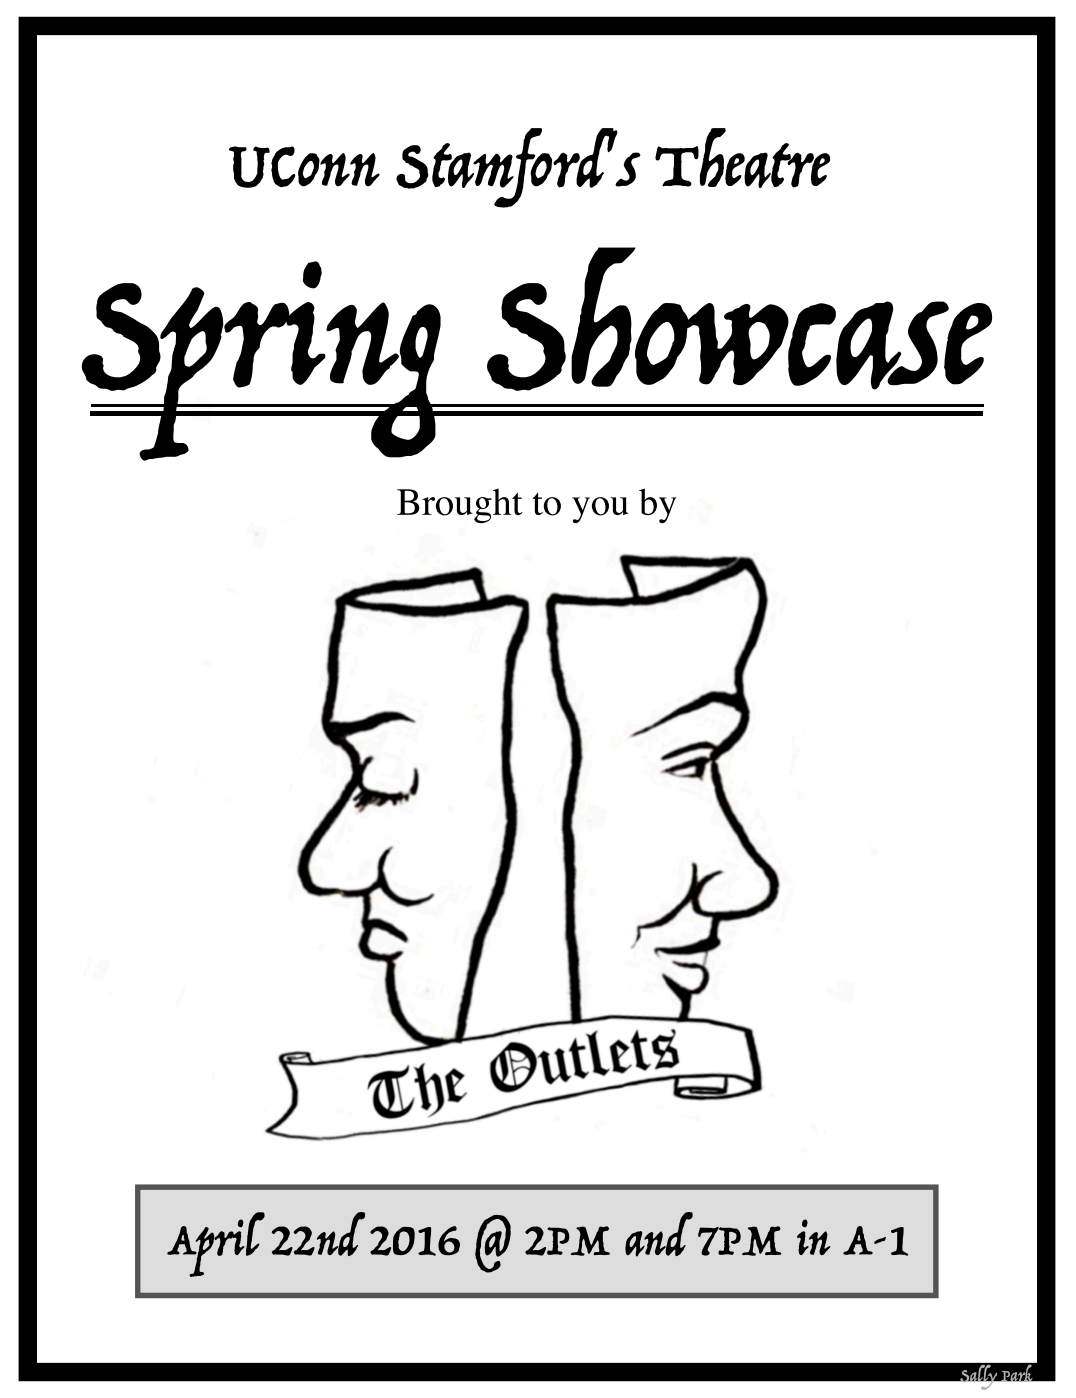 UConn Stamford's Theatre
Spring Showcase
Brought to you by
The Outlets
April 22nd 2016 @ 2PM and 7PM in A-1
Sally Park